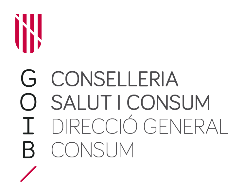 G CONSELLERIA
O SALUT I CONSUM
I DIRECCIÓ GENERAL
B CONSUM